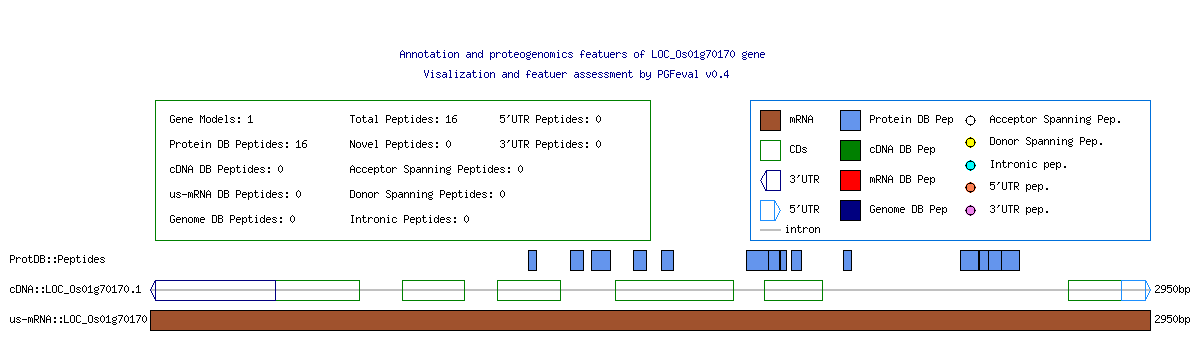 Annotation and proteogenomics featuers of LOC_Os01g70170 gene
Visalization and featuer assessment by PGFeval v0.4
Gene Models: 1 Total Peptides: 16 5'UTR Peptides: 0
Protein DB Peptides: 16 Novel Peptides: 0 3'UTR Peptides: 0
cDNA DB Peptides: 0 Acceptor Spanning Peptides: 0
us-mRNA DB Peptides: 0 Donor Spanning Peptides: 0
Genome DB Peptides: 0 Intronic Peptides: 0
mRNA Protein DB Pep Acceptor Spanning Pep.
CDs cDNA DB Pep Donor Spanning Pep.
3'UTR mRNA DB Pep Intronic pep.
5'UTR Genome DB Pep 5'UTR pep.
intron 3'UTR pep.
ProtDB::Peptides
cDNA::LOC_Os01g70170.1 2950bp
us-mRNA::LOC_Os01g70170 2950bp